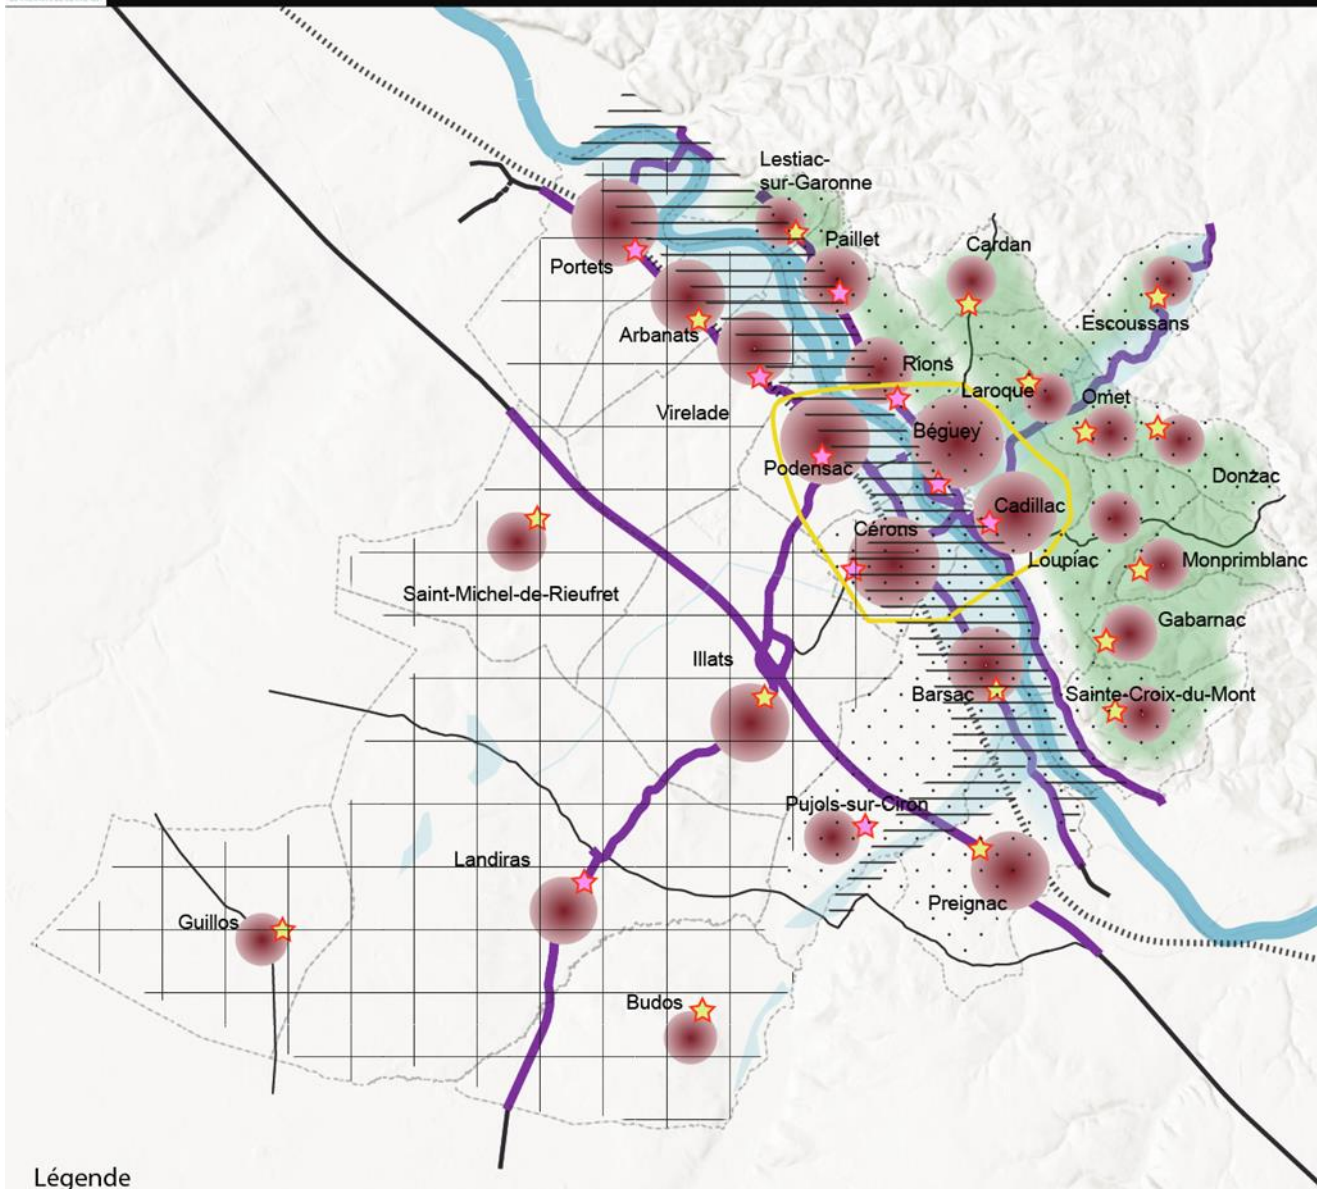 Lestiac-
sur-Garonne
Paillet
Cardan
Portets
Escoussans
Arbanats
Rions
Laroque
Omet
Virelade
Béguey
Podensac
Donzac
Cadillac
Cérons
Loupiac
Monprimblanc
Saint-Michel-de-Rieufret
Gabarnac
Illats
Barsac
Sainte-Croix-du-Mont
Pujols-sur-Ciron
Landiras
Preignac
Guillos
Budos
Légende